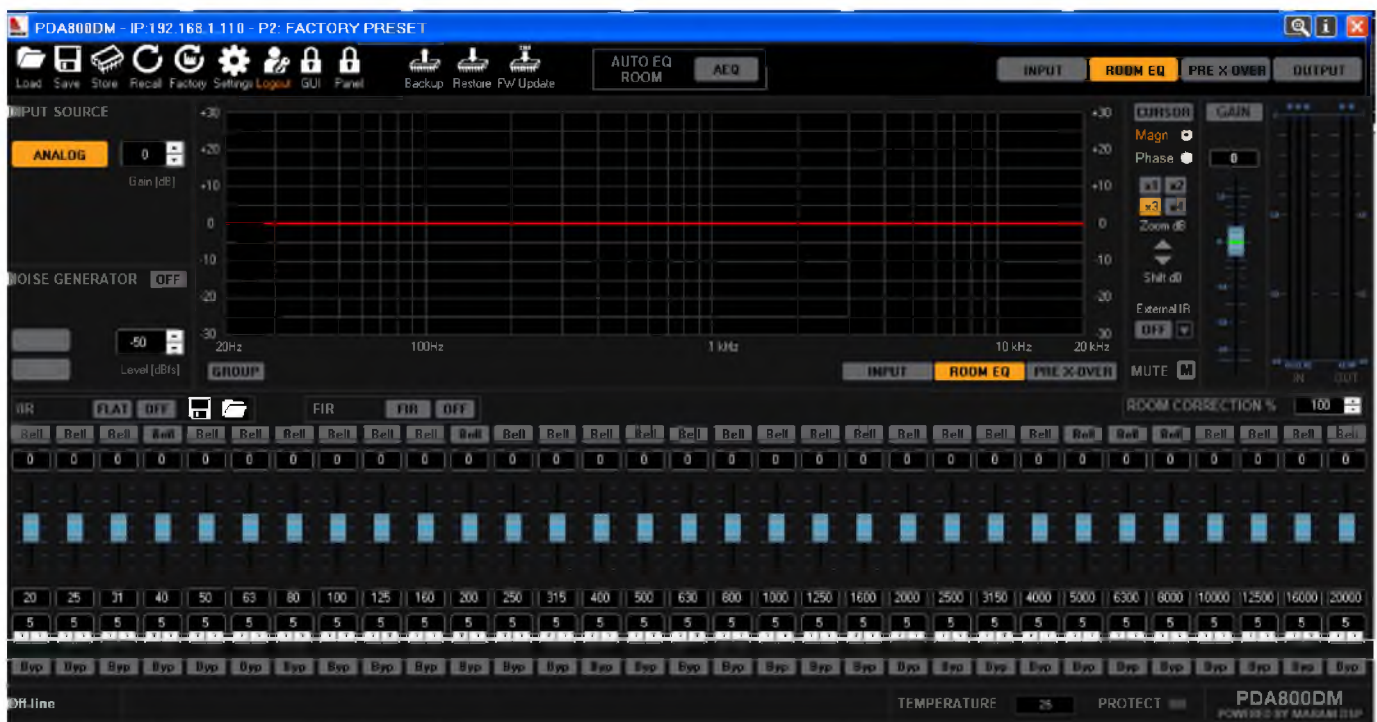 PDA800DM - IP:192.168.1.110 - P2: FACTORY PRESET
Load Save Store Recall Factory Settings Logout GUI Panel Backup Restore FW Update
AUTO EQ
ROOM
AEQ
INPUT ROOM EQ PRE X-OVER OUTPUT
INPUT SOURCE
ANALOG 0
Gain [dB]
NOISE GENERATOR OFF
-50
Level [dBfs]
+30 +30
+20 +20
+10 +10
0 0
-10 -10
-20 -20
-30 -30
20Hz 100Hz 1 kHz 10 kHz 20 kHz
GROUP INPUT ROOM EQ PRE X-OVER
CURSOR GAIN
Magn
Phase 0
x1 x2
x3 x4
Zoom dB
Shift dB
External IR
OFF
MUTE M
IN OUT
IIR FLAT OFF FIR FIR OFF ROOM CORRECTION % 100
Bell Bell Bell Bell Bell Bell Bell Bell Bell Bell Bell Bell Bell Bell Bell Bell Bell Bell Bell Bell Bell Bell Bell Bell Bell Bell Bell Bell Bell Bell Bell
0 0 0 0 0 0 0 0 0 0 0 0 0 0 0 0 0 0 0 0 0 0 0 0 0 0 0 0 0 0 0
20 25 31 40 50 63 80 100 125 160 200 250 315 400 500 630 800 1000 1250 1600 2000 2500 3150 4000 5000 6300 8000 10000 12500 16000 20000
5 5 5 5 5 5 5 5 5 5 5 5 5 5 5 5 5 5 5 5 5 5 5 5 5 5 5 5 5 5 5
Byp Byp Byp Byp Byp Byp Byp Byp Byp Byp Byp Byp Byp Byp Byp Byp Byp Byp Byp Byp Byp Byp Byp Byp Byp Byp Byp Byp Byp Byp Byp
Off-line TEMPERATURE 25 PROTECT PDA800DM
POWERED BY MARANI DSP